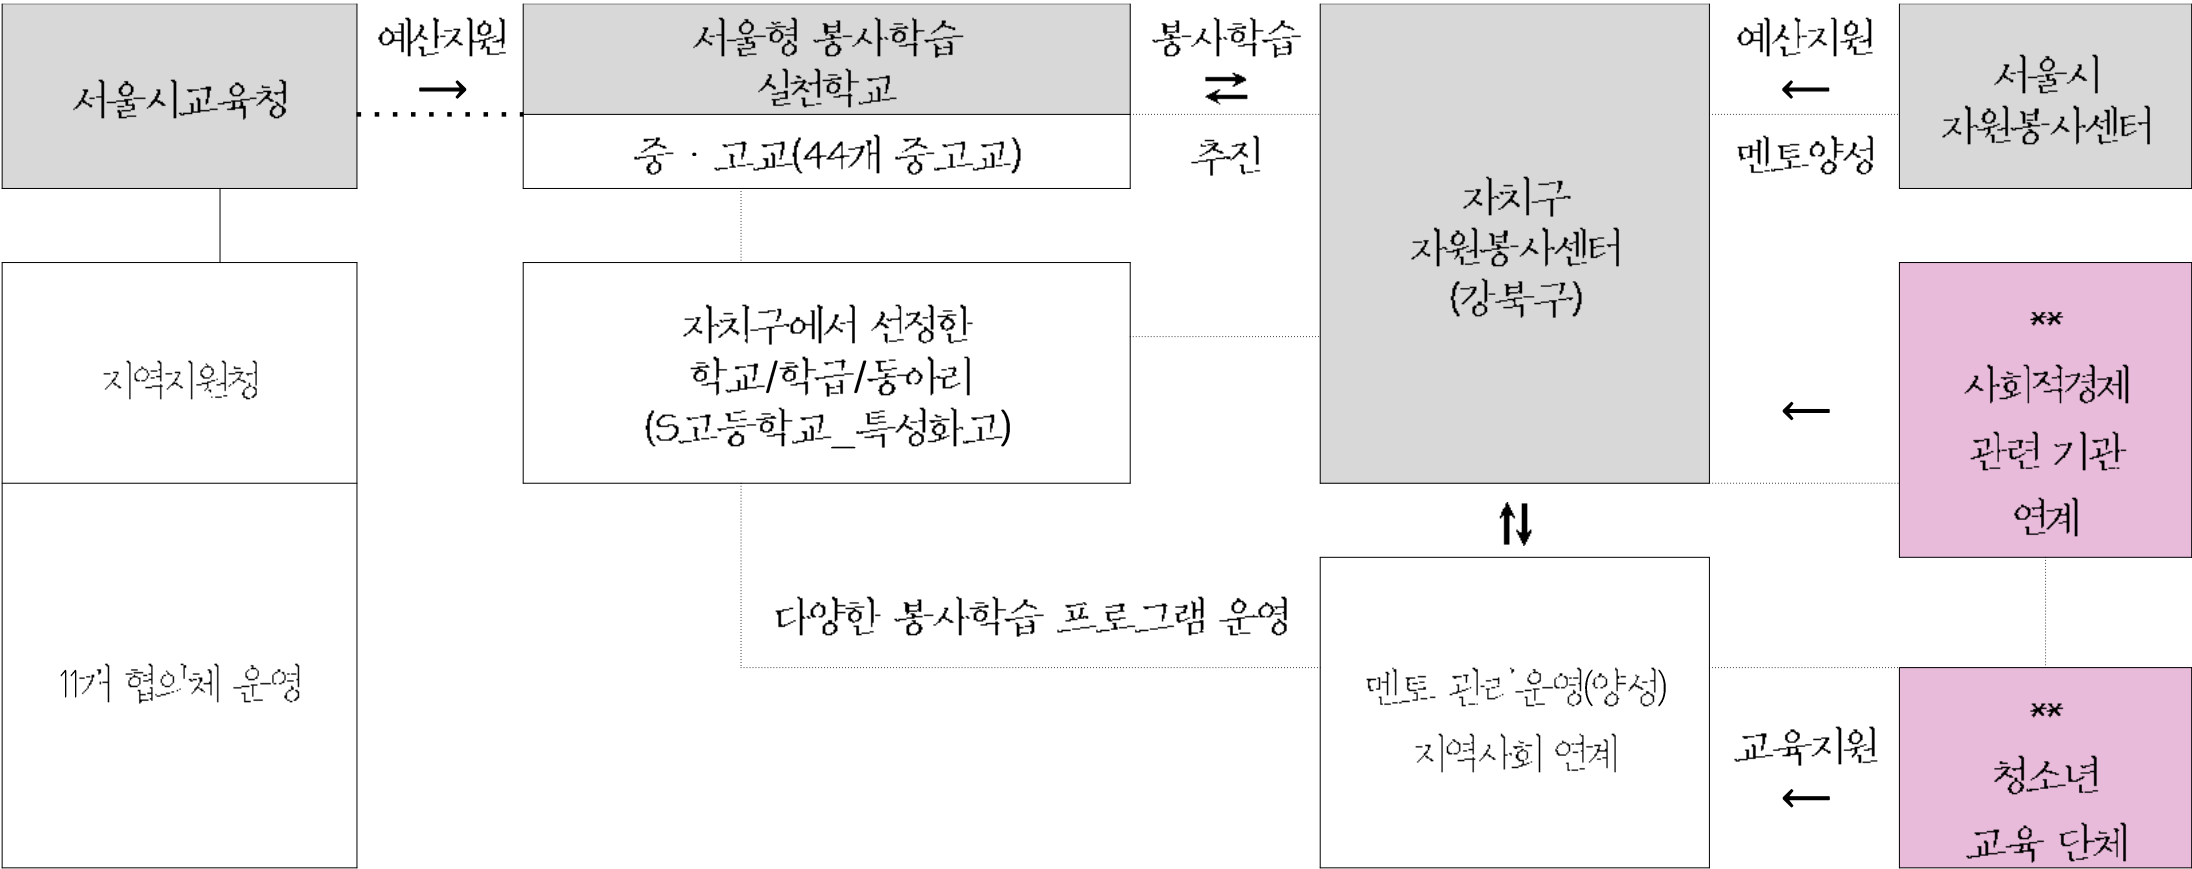 서울시교육청
예산지원
→
서울형 봉사학습
실천학교
중 · 고교(44개 중고교)
봉사학습
⇄
추진
자치구
자원봉사센터
(강북구)
예산지원
←
멘토양성
서울시
자원봉사센터
지역지원청
11개 협의체 운영
자치구에서 선정한
학교/학급/동아리
(S고등학교_특성화고)
←
**
사회적경제
관련 기관
연계
⇅
다양한 봉사학습 프로그램 운영
멘토 관리 운영(양성)
지역사회 연계
교육지원
←
**
청소년
교육 단체